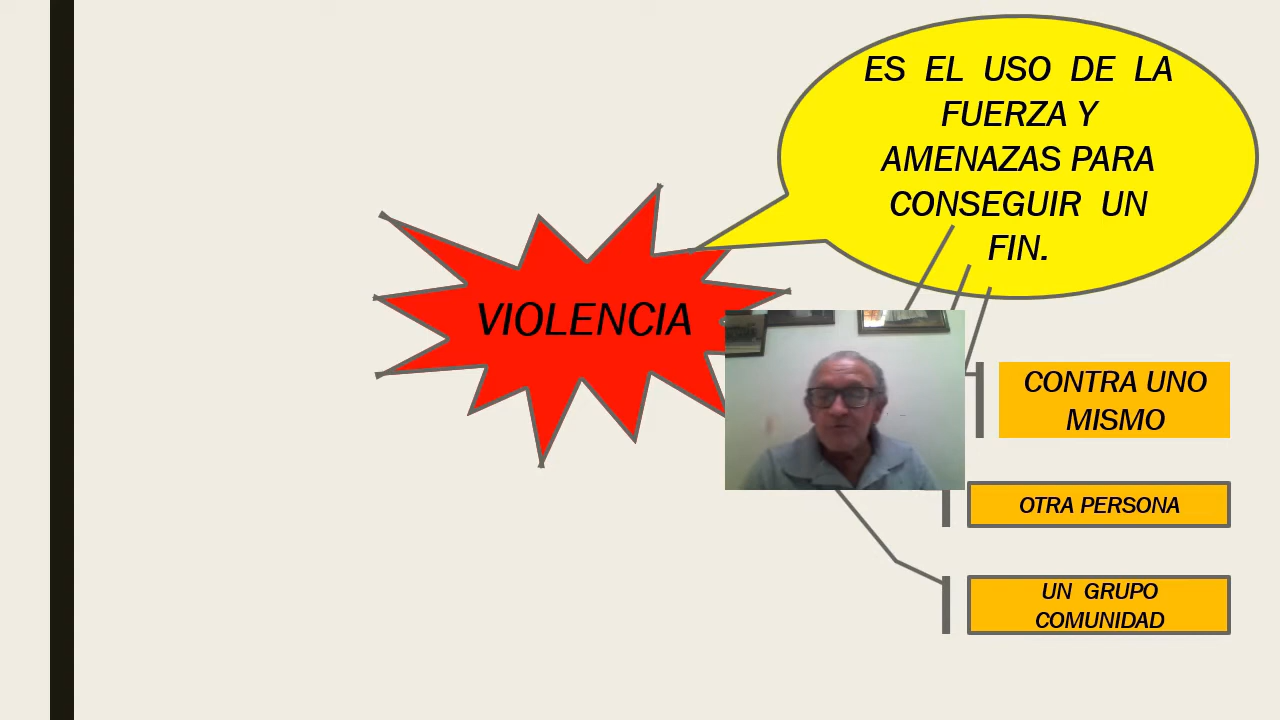 ES EL USO DE LA
FUERZA Y
AMENAZAS PARA
CONSEGUIR UN
FIN.
VIOLENCIA
CONTRA UNO
MISMO
OTRA PERSONA
UN GRUPO
COMUNIDAD